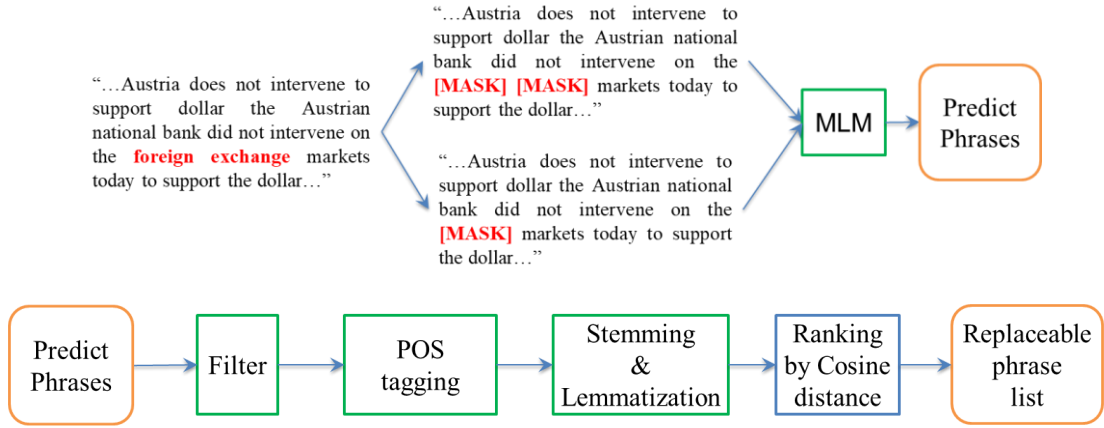 “…Austria does not intervene to
support dollar the Austrian
national bank did not intervene on
the foreign exchange markets
today to support the dollar…”
“…Austria does not intervene to
support dollar the Austrian national
bank did not intervene on the
[MASK] [MASK] markets today to
support the dollar…”
“…Austria does not intervene to
support dollar the Austrian national
bank did not intervene on the
[MASK] markets today to support
the dollar…”
MLM
Predict
Phrases
Predict
Phrases
Filter
POS
tagging
Stemming
&
Lemmatization
Ranking
by Cosine
distance
Replaceable
phrase
list